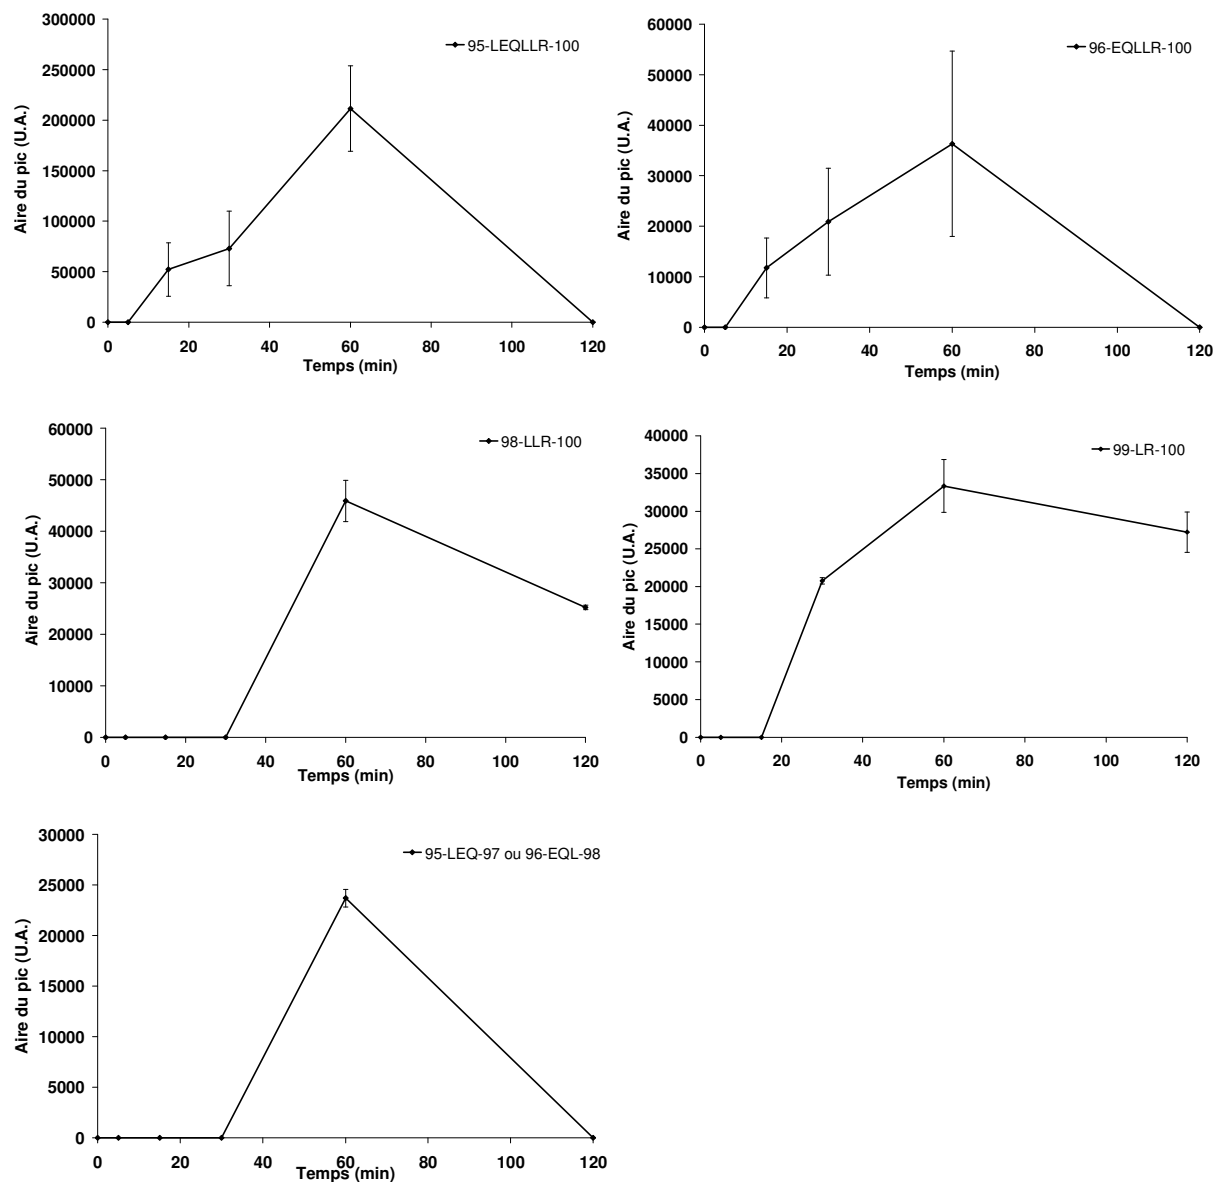 95-LEQLLR-100
Aire du pic (U.A.)
300000
250000
200000
150000
100000
50000
0
0 20 40 60 80 100 120
Temps (min)
96-EQLLR-100
Aire du pic (U.A.)
60000
50000
40000
30000
20000
10000
0
0 20 40 60 80 100 120
Temps (min)
98-LLR-100
Aire du pic (U.A.)
60000
50000
40000
30000
20000
10000
0
0 20 40 60 80 100 120
Temps (min)
99-LR-100
Aire du pic (U.A.)
40000
35000
30000
25000
20000
15000
10000
5000
0
0 20 40 60 80 100 120
Temps (min)
95-LEQ-97 ou 96-EQL-98
Aire du pic (U.A.)
30000
25000
20000
15000
10000
5000
0
0 20 40 60 80 100 120
Temps (min)